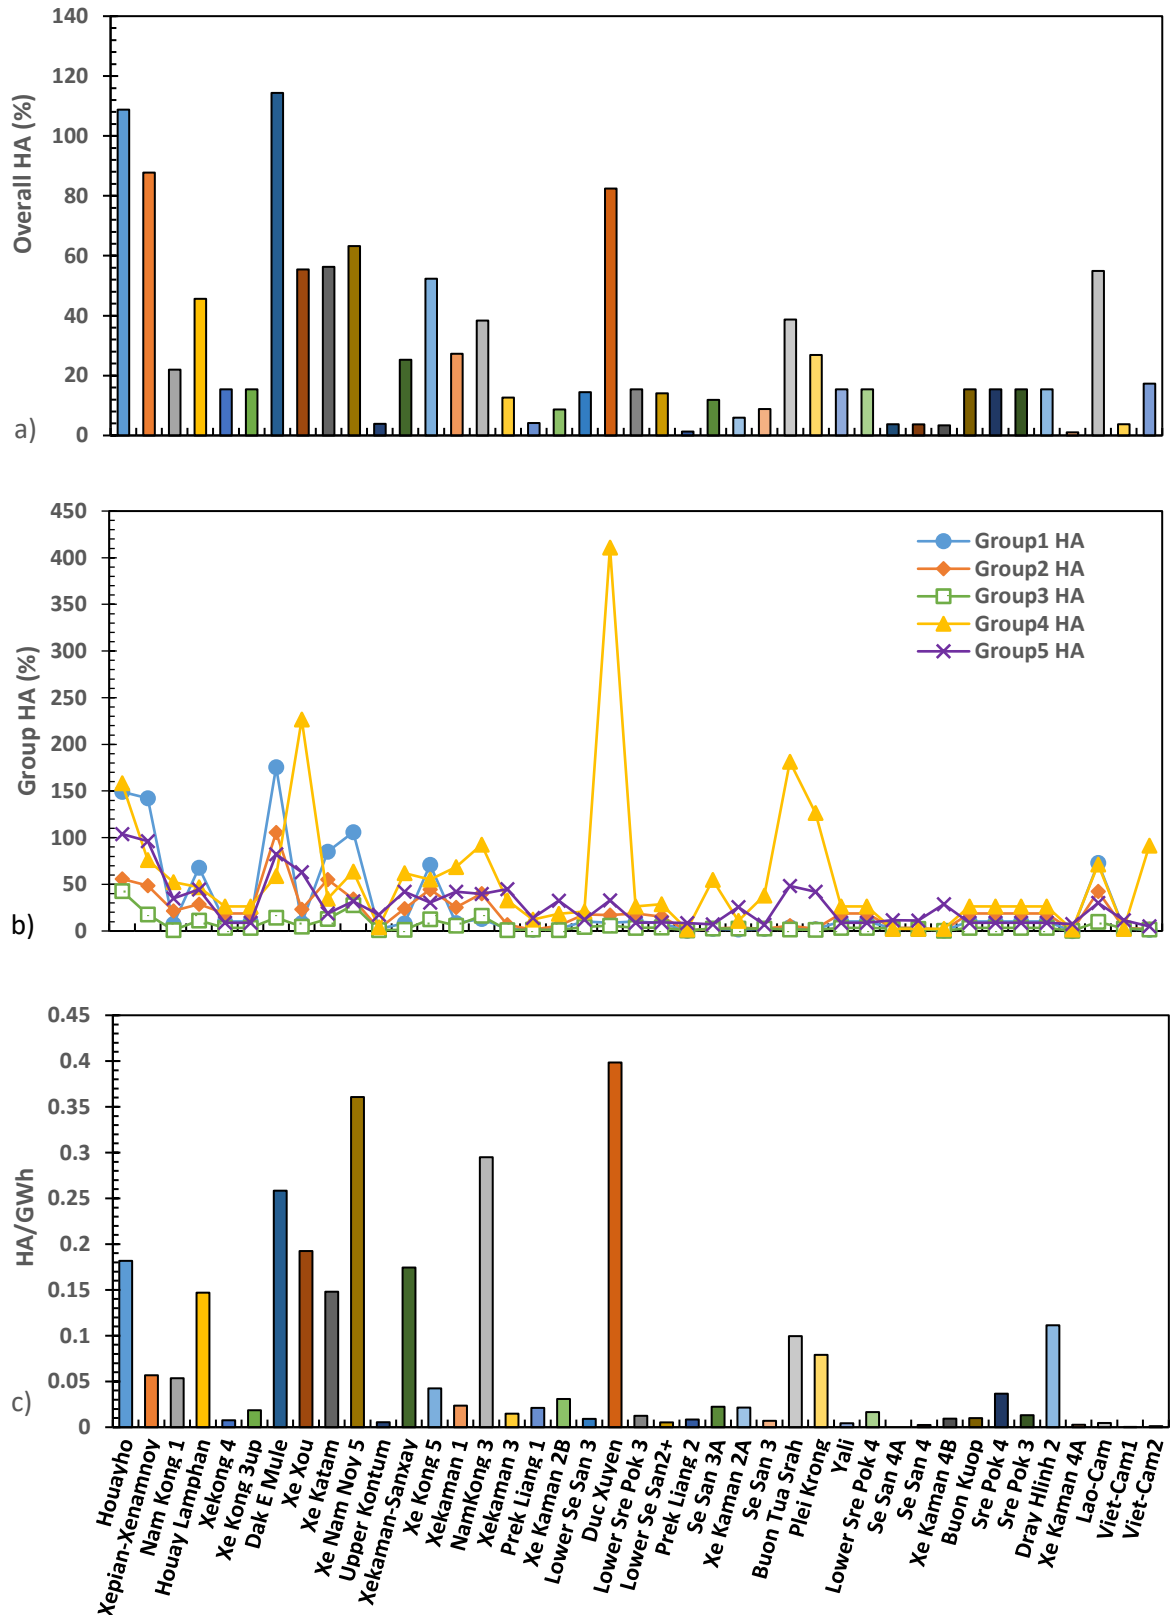 140
120
100
80
60
40
20
0
Overall HA (%)
a)
450
400
350
300
250
200
150
100
50
0
Group HA (%)
b)
Group1 HA
Group2 HA
Group3 HA
Group4 HA
Group5 HA
0.45
0.4
0.35
0.3
0.25
0.2
0.15
0.1
0.05
0
HA/GWh
c)
Houayho
Xepian-Xenamnoy
Nam Kong 1
Houay Lamphan
Xekong 4
Xe Kong 3up
Dak E Mule
Xe Xou
Xe Katam
Xe Nam Noy 5
Upper Kontum
Xekaman-Sanxay
Xe Kong 5
Xekaman 1
NamKong 3
Xekaman 3
Prek Liang 1
Xe Kaman 2B
Lower Se San 3
Duc Xuyen
Lower Sre Pok 3
Lower Se San2+
Prek Liang 2
Se San 3A
Xe Kaman 2A
Se San 3
Buon Tua Srah
Plei Krong
Yali
Lower Sre Pok 4
Se San 4A
Se San 4
Xe Kaman 4B
Buon Kuop
Sre Pok 4
Sre Pok 3
Dray Hlinh 2
Xe Kaman 4A
Lao-Cam
Viet-Cam1
Viet-Cam2